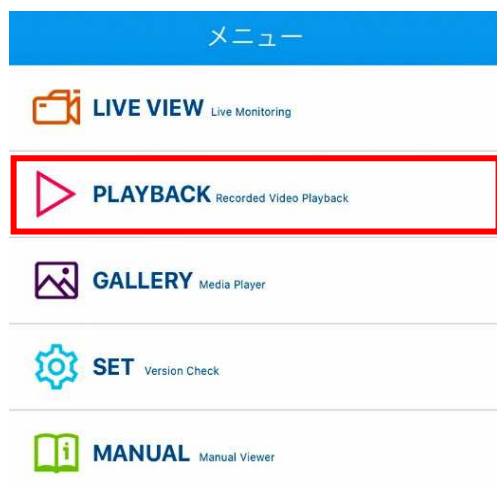 メニュー
LIVE VIEW Live Monitoring
PLAYBACK Recorded Video Playback
GALLERY Media Player
SET Version Check
MANUAL Manual Viewer